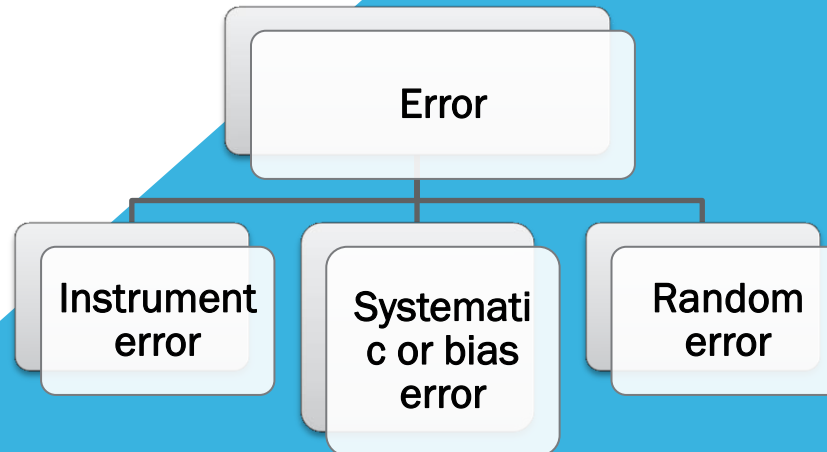 Error
Instrument
error
Systemati
c or bias
error
Random
error